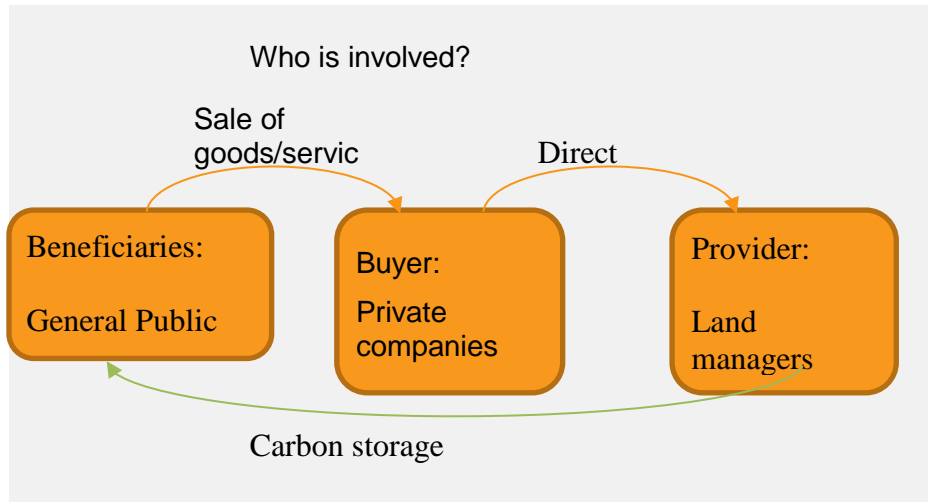 Who is involved?
Sale of
goods/servic
Direct
Beneficiaries:
General Public
Buyer:
Private
companies
Provider:
Land
managers
Carbon storage